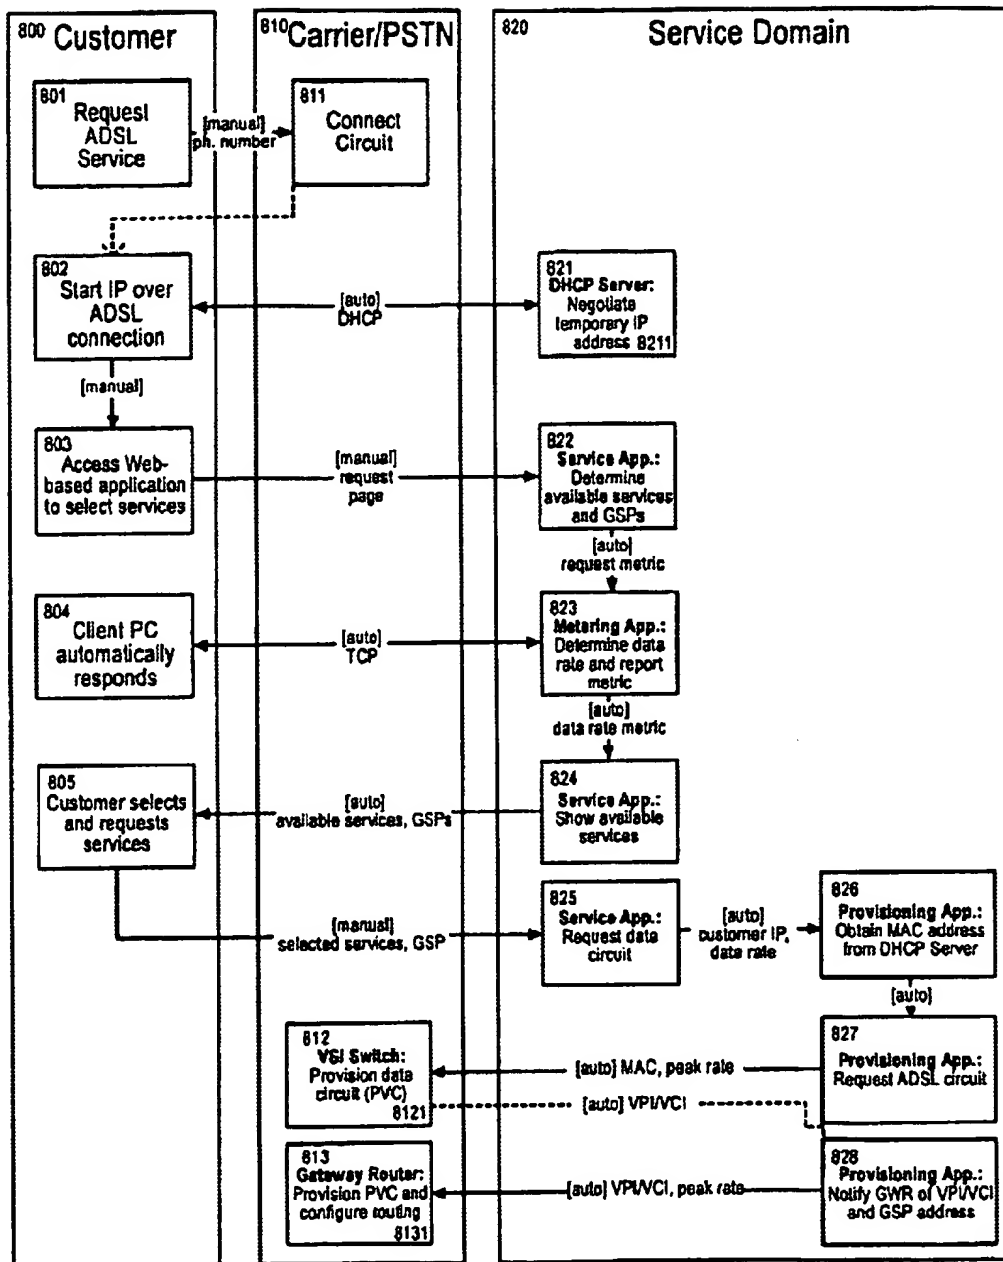 800 Customer
810 Carrier/PSTN
820 Service Domain
801
Request
ADSL
Service
[manual]
ph. number
811
Connect
Circuit
802
Start IP over
ADSL
connection
[auto]
DHCP
821
DHCP Server:
Negotiate
temporary IP
address 8211
[manual]
803
Access Web-
based application
to select services
[manual]
request
page
822
Service App.:
Determine
available services
and GSPs
[auto]
request metric
804
Client PC
automatically
responds
[auto]
TCP
823
Metering App.:
Determine data
rate and report
metric
[auto]
data rate metric
805
Customer selects
and requests
services
[auto]
available services, GSPs
824
Service App.:
Show available
services
[manual]
selected services, GSP
825
Service App.:
Request data
circuit
[auto]
customer IP,
data rate
826
Provisioning App.:
Obtain MAC address
from DHCP Server
[auto]
812
VSI Switch:
Provision data
circuit (PVC)
8121
[auto] MAC, peak rate
[auto] VPI/VCI
827
Provisioning App.:
Request ADSL circuit
813
Gateway Router:
Provision PVC and
configure routing
8131
[auto] VPI/VCI, peak rate
828
Provisioning App.:
Notify GWR of VPI/VCI
and GSP address